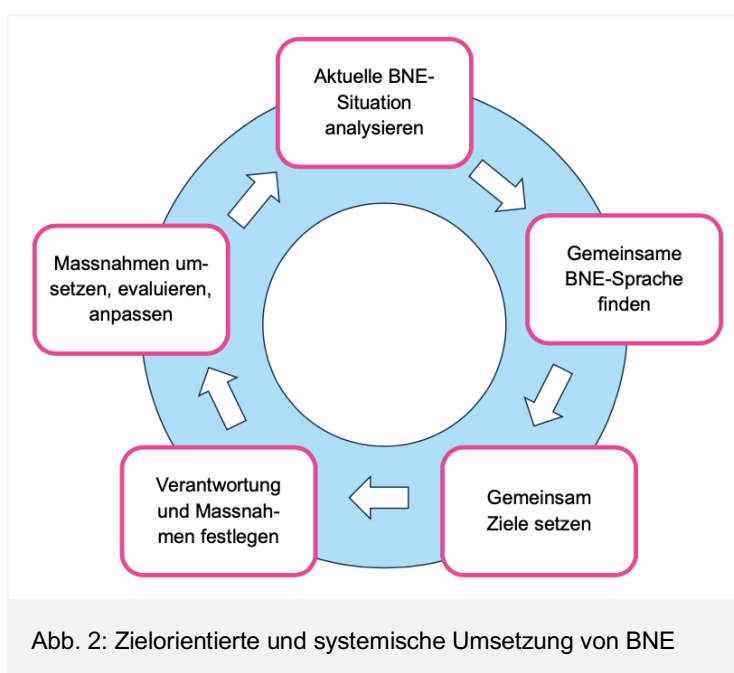 Aktuelle BNE-
Situation
analysieren
Gemeinsame
BNE-Sprache
finden
Gemeinsam
Ziele setzen
Verantwortung
und Massnah-
men festlegen
Massnahmen um-
setzen, evaluieren,
anpassen
Abb. 2: Zielorientierte und systemische Umsetzung von BNE